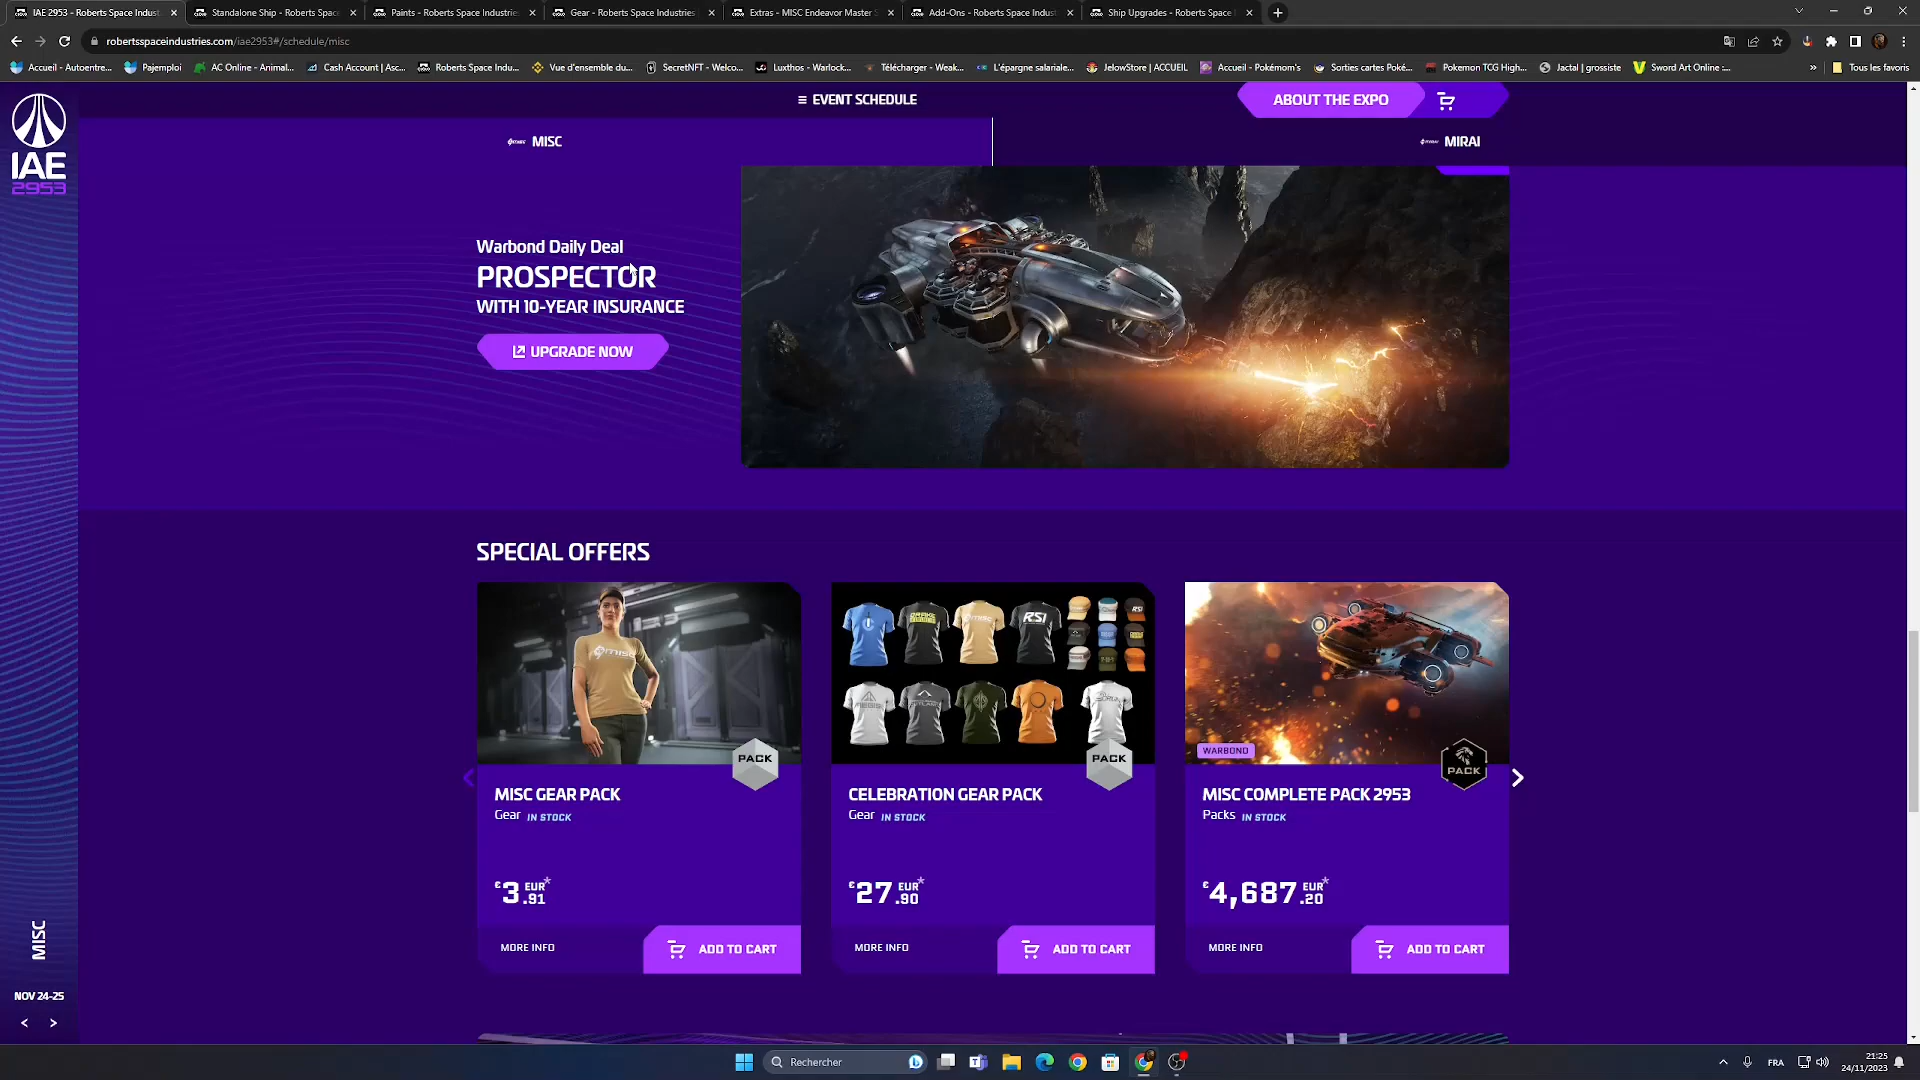 IAE 2953 - Roberts Space Indust
Standalone Ship - Roberts Spac
Paints - Roberts Space Industrie
Gear - Roberts Space Industries
Extras - MISC Endeavor Master S
Add-Ons - Roberts Space Indust
Ship Upgrades - Roberts Space
robertsspaceindustries.com/iae2953#/schedule/misc
Accueil - Autoentre...
Pajemploi
AC Online - Animal...
Cash Account | Asc...
Roberts Space Indu...
Vue d'ensemble du...
SecretNFT - Welco...
Luxthos - Warlock...
Télécharger - Weak...
L'épargne salariale...
JelowStore | ACCUEIL
Accueil - Pokémom's
Sorties cartes Poké...
Pokemon TCG High...
Jactal | grossiste
Sword Art Online :...
»
Tous les favoris
IAE
2953
EVENT SCHEDULE
ABOUT THE EXPO
MISC
MIRAI
Warbond Daily Deal
PROSPECTOR
WITH 10-YEAR INSURANCE
UPGRADE NOW
SPECIAL OFFERS
MISC
DRAKE
MISC
RSI
RSI
PACK
PACK
WARBOND
PACK
MISC GEAR PACK
Gear IN STOCK
€3.91 EUR*
MORE INFO
ADD TO CART
CELEBRATION GEAR PACK
Gear IN STOCK
€27.90 EUR*
MORE INFO
ADD TO CART
MISC COMPLETE PACK 2953
Packs IN STOCK
€4,687.20 EUR*
MORE INFO
ADD TO CART
MISC
NOV 24-25
< >
Rechercher
FRA
21:25
24/11/2023